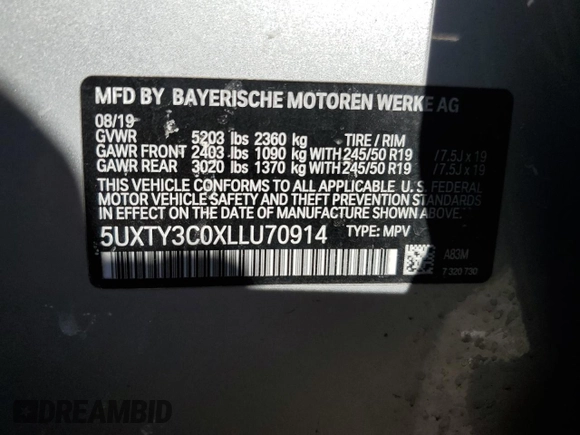 MFD BY BAYERISCHE MOTOREN WERKE AG
08/19
GVWR 5203 lbs 2360 kg TIRE / RIM
GAWR FRONT 2403 lbs 1090 kg WITH 245/50 R19 /7.5J x 19
GAWR REAR 3020 lbs 1370 kg WITH 245/50 R19 /7.5J x 19
THIS VEHICLE CONFORMS TO ALL APPLICABLE U. S. FEDERAL
MOTOR VEHICLE SAFETY AND THEFT PREVENTION STANDARDS
IN EFFECT ON THE DATE OF MANUFACTURE SHOWN ABOVE.
5UXTY3C0XLLU70914 TYPE: MPV
A83M
7 320 730
DREAMBID